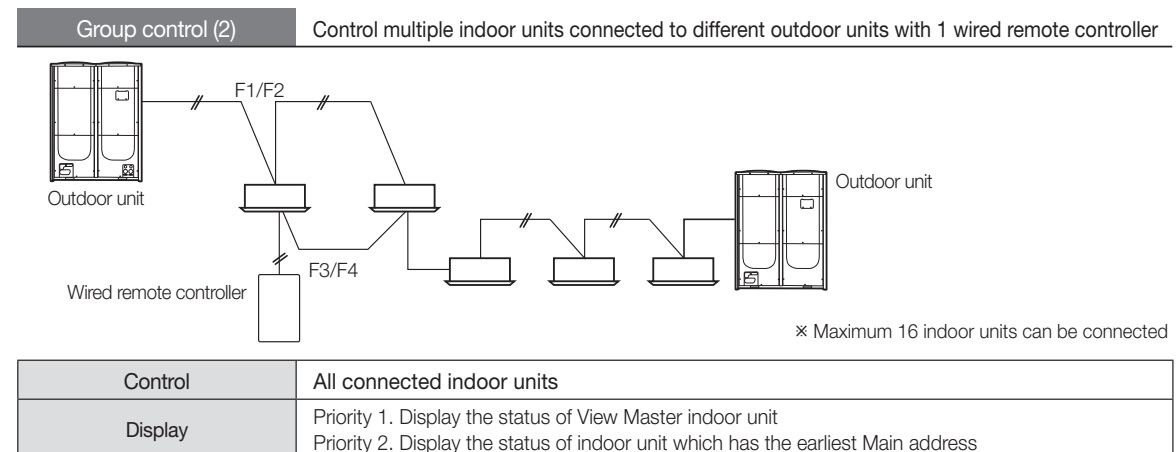 Group control (2)
Control multiple indoor units connected to different outdoor units with 1 wired remote controller
F1/F2
Outdoor unit
Outdoor unit
F3/F4
Wired remote controller
※ Maximum 16 indoor units can be connected
Control
All connected indoor units
Display
Priority 1. Display the status of View Master indoor unit
Priority 2. Display the status of indoor unit which has the earliest Main address